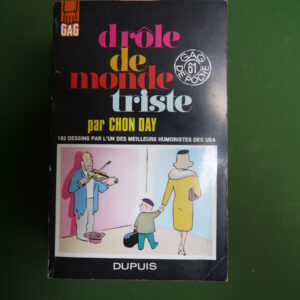 GAG
drôle
de
monde
triste
GAG
61
DE POCHE
par CHON DAY
182 DESSINS PAR L'UN DES MEILLEURS HUMORISTES DES USA
DUPUIS